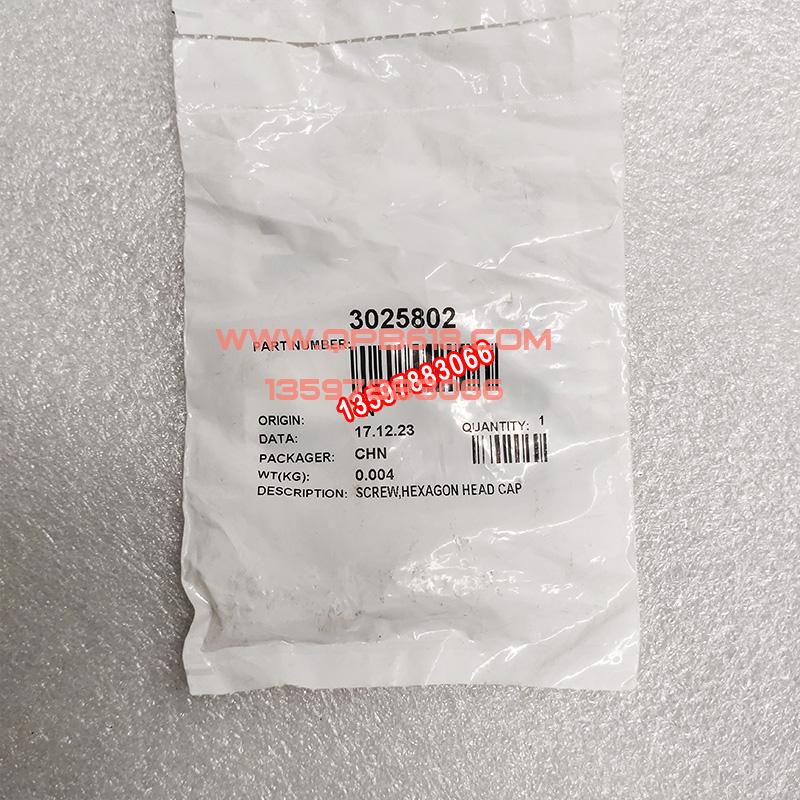 3025802
PART NUMBER:
WWW.QPB618.COM
13597883066
13597883066
ORIGIN:
DATA: 17.12.23
QUANTITY: 1
PACKAGER: CHN
WT(KG): 0.004
DESCRIPTION: SCREW,HEXAGON HEAD CAP